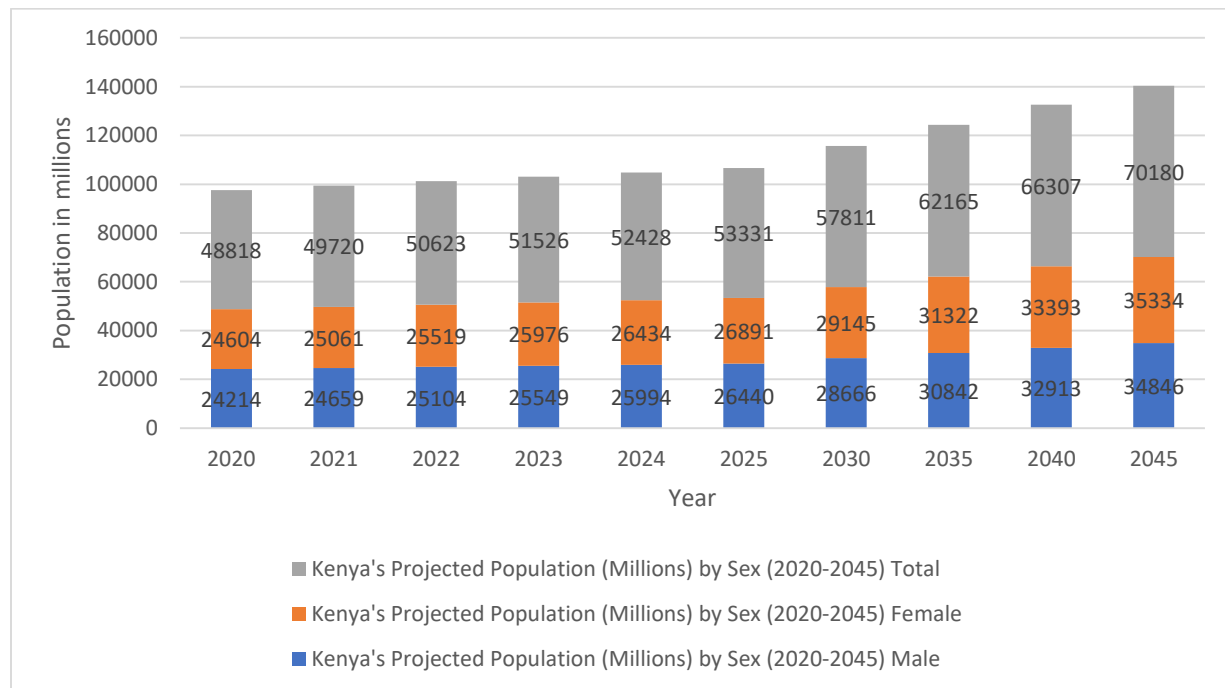 160000
140000
120000
100000
80000
60000
40000
20000
0
Population in millions
48818 49720 50623 51526 52428 53331 57811 62165 66307 70180
24604 25061 25519 25976 26434 26891 29145 31322 33393 35334
24214 24659 25104 25549 25994 26440 28666 30842 32913 34846
2020 2021 2022 2023 2024 2025 2030 2035 2040 2045
Year
Kenya's Projected Population (Millions) by Sex (2020-2045) Total
Kenya's Projected Population (Millions) by Sex (2020-2045) Female
Kenya's Projected Population (Millions) by Sex (2020-2045) Male